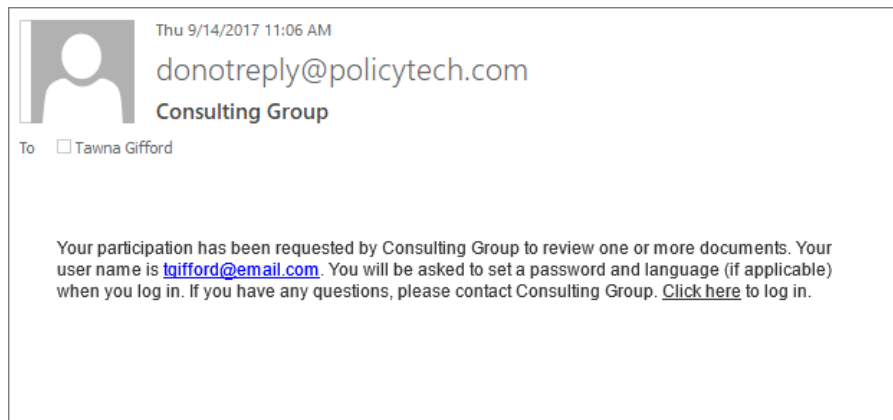 Thu 9/14/2017 11:06 AM
donotreply@policytech.com
Consulting Group
To Tawna Gifford
Your participation has been requested by Consulting Group to review one or more documents. Your
user name is tgifford@email.com. You will be asked to set a password and language (if applicable)
when you log in. If you have any questions, please contact Consulting Group. Click here to log in.